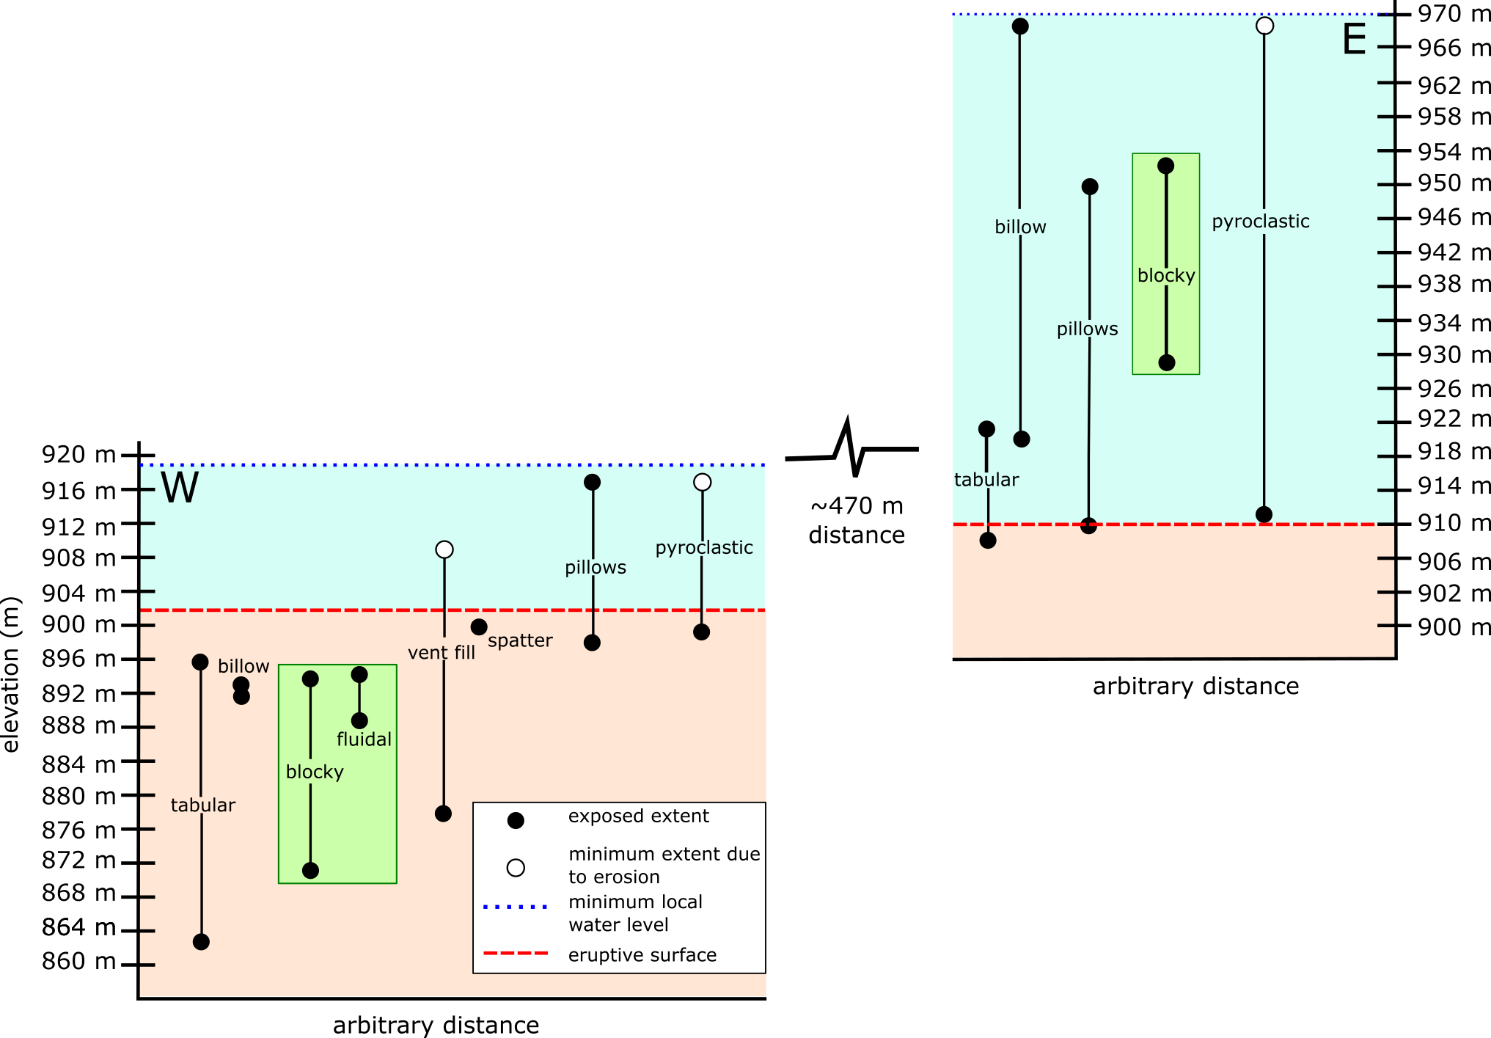 920 m
916 m
912 m
908 m
904 m
900 m
896 m
892 m
888 m
884 m
880 m
876 m
872 m
868 m
864 m
860 m
elevation (m)
W
tabular
billow
blocky
fluidal
vent fill
spatter
pillows
pyroclastic
exposed extent
minimum extent due
to erosion
minimum local
water level
eruptive surface
arbitrary distance
~470 m
distance
E
tabular
billow
pillows
blocky
pyroclastic
970 m
966 m
962 m
958 m
954 m
950 m
946 m
942 m
938 m
934 m
930 m
926 m
922 m
918 m
914 m
910 m
906 m
902 m
900 m
arbitrary distance